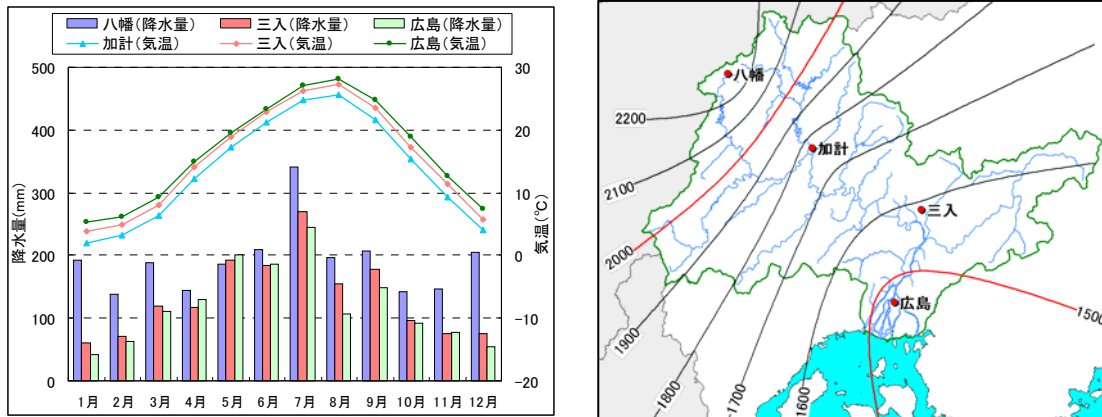 八幡(降水量) 三入(降水量) 広島(降水量)
加計(気温) 三入(気温) 広島(気温)
降水量(mm)
500
400
300
200
100
0
気温(℃)
30
20
10
0
-10
-20
1月 2月 3月 4月 5月 6月 7月 8月 9月 10月 11月 12月
八幡
2200
加計
2100
三入
2000
広島
1500
1900
1800
1700
1600